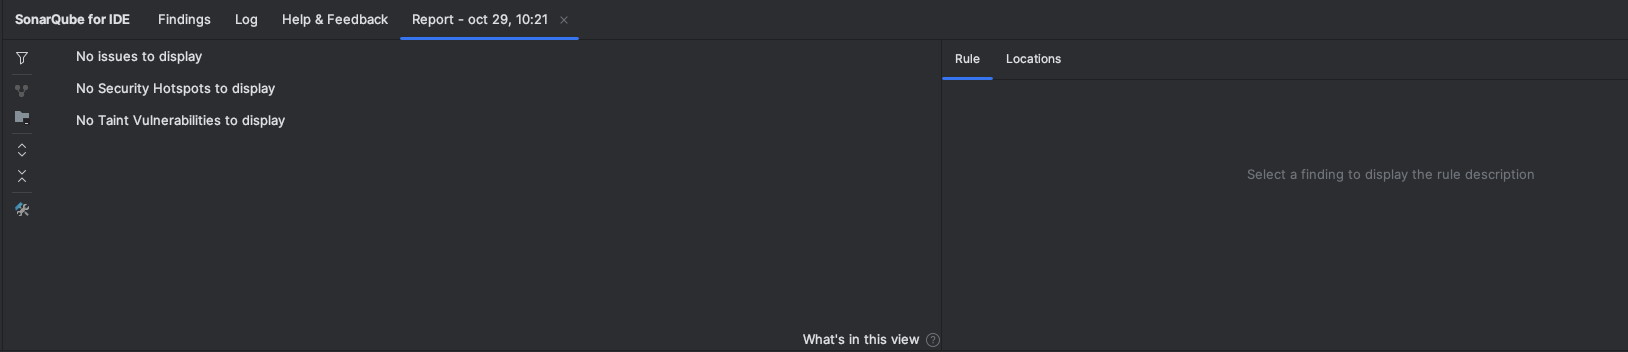 SonarQube for IDE Findings Log Help & Feedback Report - oct 29, 10:21
No issues to display
No Security Hotspots to display
No Taint Vulnerabilities to display
What's in this view ?
Rule Locations
Select a finding to display the rule description